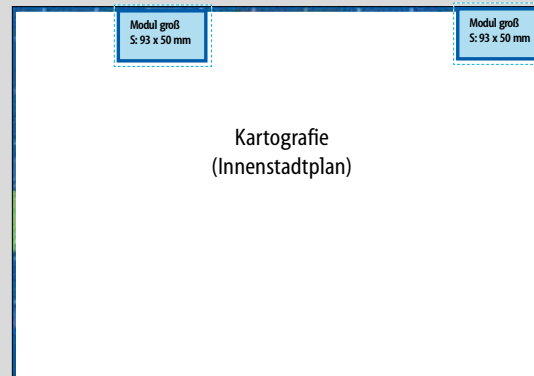 Modul groß
S: 93 x 50 mm
Modul groß
S: 93 x 50 mm
Kartografie
(Innenstadtplan)